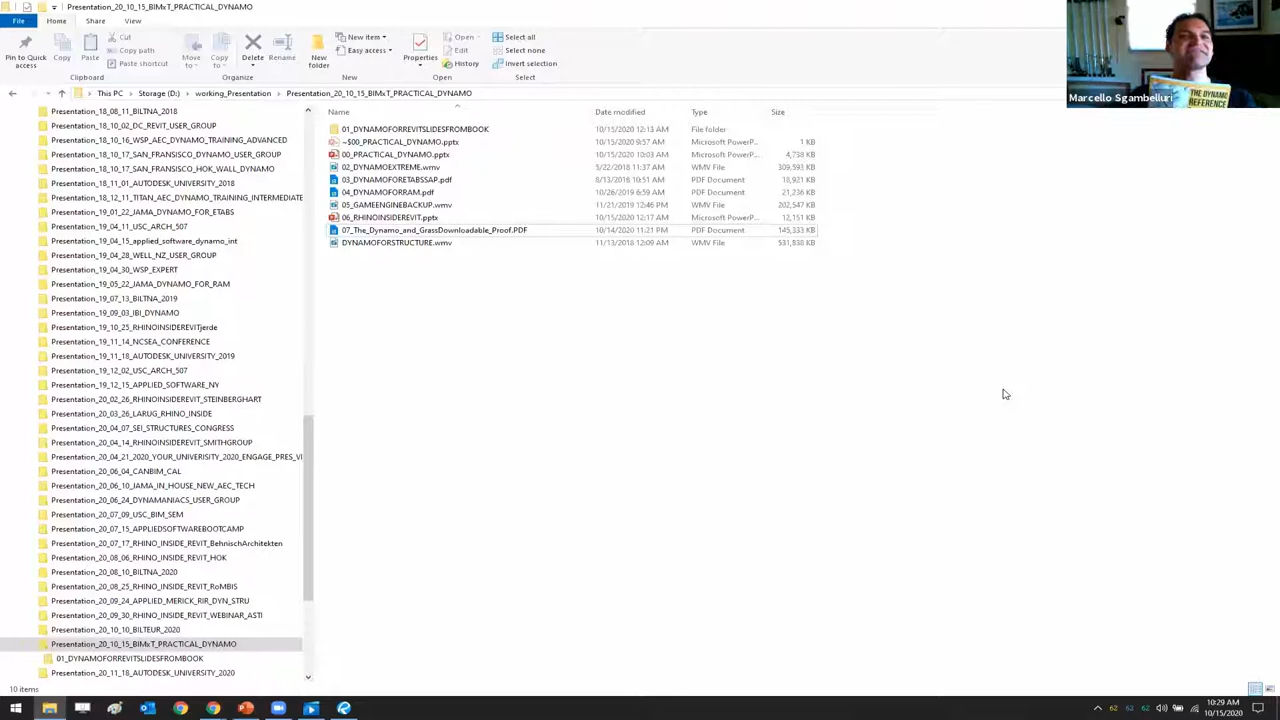 Presentation_20_10_15_BIMxT_PRACTICAL_DYNAMO
File
Home
Share
View
Pin to Quick access
Copy
Paste
Cut
Copy path
Paste shortcut
Clipboard
Move to
Copy to
Delete
Rename
Organize
New folder
New item
Easy access
New
Properties
Open
Edit
History
Open
Select all
Select none
Invert selection
Select
This PC
Storage (D:)
working_Presentation
Presentation_20_10_15_BIMxT_PRACTICAL_DYNAMO
Presentation_18_08_11_BILTNA_2018
Presentation_18_10_02_DC_REVIT_USER_GROUP
Presentation_18_10_16_WSP_AEC_DYNAMO_TRAINING_ADVANCED
Presentation_18_10_17_SAN_FRANSISCO_DYNAMO_USER_GROUP
Presentation_18_10_17_SAN_FRANSISCO_HOK_WALL_DYNAMO
Presentation_18_11_01_AUTODESK_UNIVERSITY_2018
Presentation_18_12_11_TITAN_AEC_DYNAMO_TRAINING_INTERMEDIATE
Presentation_19_01_22_JAMA_DYNAMO_FOR_ETABS
Presentation_19_04_11_USC_ARCH_507
Presentation_19_04_15_applied_software_dynamo_int
Presentation_19_04_28_WELL_NZ_USER_GROUP
Presentation_19_04_30_WSP_EXPERT
Presentation_19_05_22_JAMA_DYNAMO_FOR_RAM
Presentation_19_07_13_BILTNA_2019
Presentation_19_09_03_IBI_DYNAMO
Presentation_19_10_25_RHINOINSIDEREVITjerde
Presentation_19_11_14_NCSEA_CONFERENCE
Presentation_19_11_18_AUTODESK_UNIVERSITY_2019
Presentation_19_12_02_USC_ARCH_507
Presentation_19_12_15_APPLIED_SOFTWARE_NY
Presentation_20_02_26_RHINOINSIDEREVIT_STEINBERGHART
Presentation_20_03_26_LARUG_RHINO_INSIDE
Presentation_20_04_07_SEI_STRUCTURES_CONGRESS
Presentation_20_04_14_RHINOINSIDEREVIT_SMITHGROUP
Presentation_20_04_21_2020_YOUR_UNIVERISITY_2020_ENGAGE_PRES_VI
Presentation_20_06_04_CANBIM_CAL
Presentation_20_06_10_JAMA_IN_HOUSE_NEW_AEC_TECH
Presentation_20_06_24_DYNAMANIACS_USER_GROUP
Presentation_20_07_09_USC_BIM_SEM
Presentation_20_07_15_APPLIEDSOFTWAREBOOTCAMP
Presentation_20_07_17_RHINO_INSIDE_REVIT_BehnischArchitekten
Presentation_20_08_06_RHINO_INSIDE_REVIT_HOK
Presentation_20_08_10_BILTNA_2020
Presentation_20_08_25_RHINO_INSIDE_REVIT_RoMBIS
Presentation_20_09_24_APPLIED_MERICK_RIR_DYN_STRU
Presentation_20_09_30_RHINO_INSIDE_REVIT_WEBINAR_ASTI
Presentation_20_10_10_BILTEUR_2020
Presentation_20_10_15_BIMxT_PRACTICAL_DYNAMO
01_DYNAMOFORREVITSLIDESFROMBOOK
Presentation_20_11_18_AUTODESK_UNIVERSITY_2020
Name Date modified Type Size
01_DYNAMOFORREVITSLIDESFROMBOOK 10/15/2020 12:13 AM File folder
~$00_PRACTICAL_DYNAMO.pptx 10/15/2020 9:57 AM Microsoft PowerP... 1 KB
00_PRACTICAL_DYNAMO.pptx 10/15/2020 10:03 AM Microsoft PowerP... 4,738 KB
02_DYNAMOEXTREME.wmv 5/22/2018 11:37 AM WMV File 309,593 KB
03_DYNAMOFORETABSSAP.pdf 8/13/2018 10:51 AM PDF Document 18,921 KB
04_DYNAMOFORRAM.pdf 10/26/2019 6:59 AM PDF Document 21,236 KB
05_GAMEENGINEBACKUP.wmv 11/21/2019 12:46 PM WMV File 202,547 KB
06_RHINOINSIDEREVIT.pptx 10/15/2020 12:17 AM Microsoft PowerP... 12,151 KB
07_The_Dynamo_and_GrassDownloadable_Proof.PDF 10/14/2020 11:21 PM PDF Document 145,333 KB
DYNAMOFORSTRUCTURE.wmv 11/13/2018 12:09 AM WMV File 531,838 KB
Marcello Sgambelluri
THE DYNAMO
REFERENCE
10 items
62 62 62
10:29 AM
10/15/2020